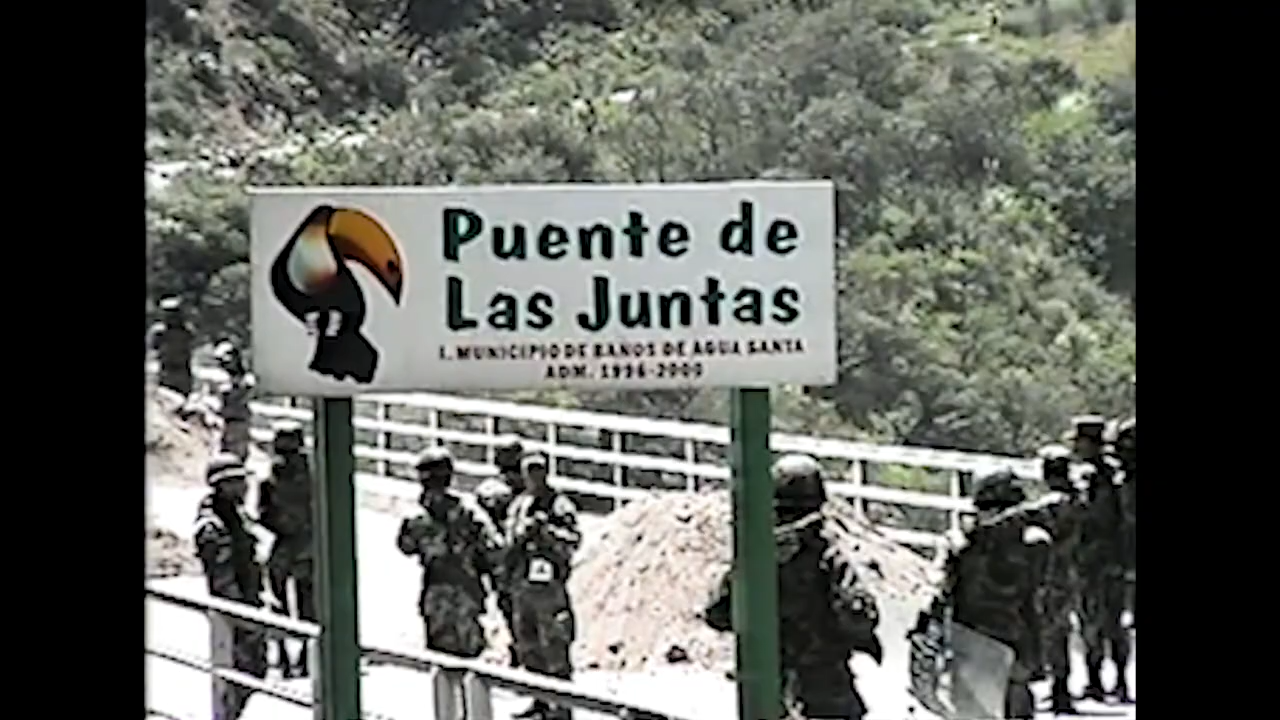 Puente de
Las Juntas
I. MUNICIPIO DE BAÑOS DE AGUA SANTA
ADM. 1996-2000